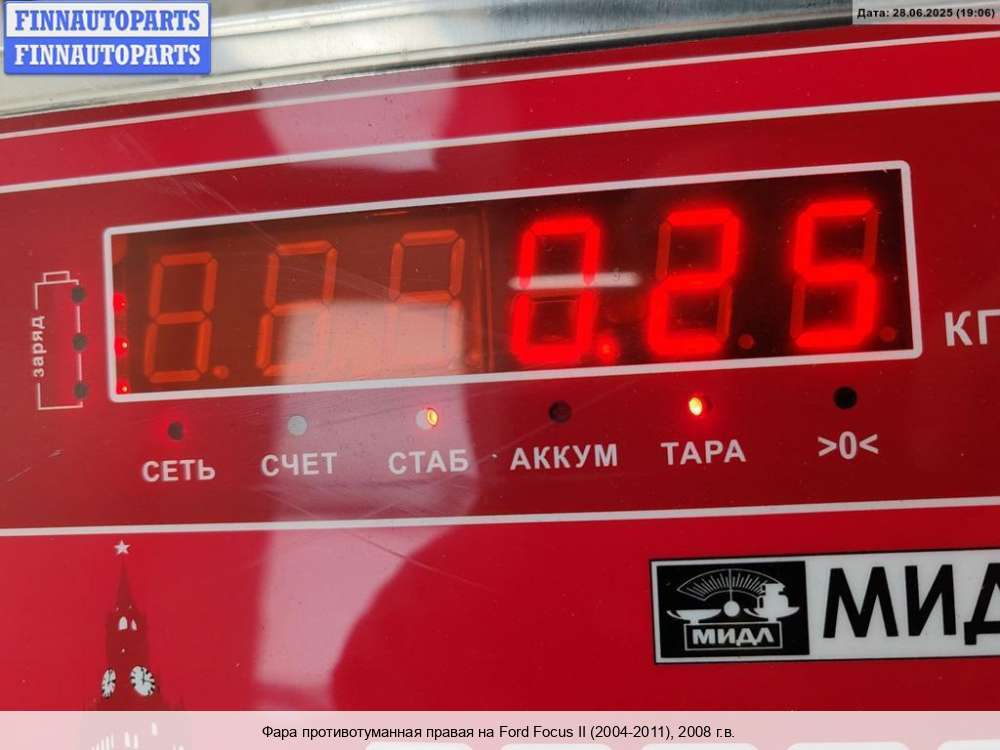 FINNAUTOPARTS
FINNAUTOPARTS
Дата: 28.06.2025 (19:06)
заряд
0.25
КГ
СЕТЬ СЧЕТ СТАБ АККУМ ТАРА >0<
МИДЛ
МИД
Фара противотуманная правая на Ford Focus II (2004-2011), 2008 г.в.